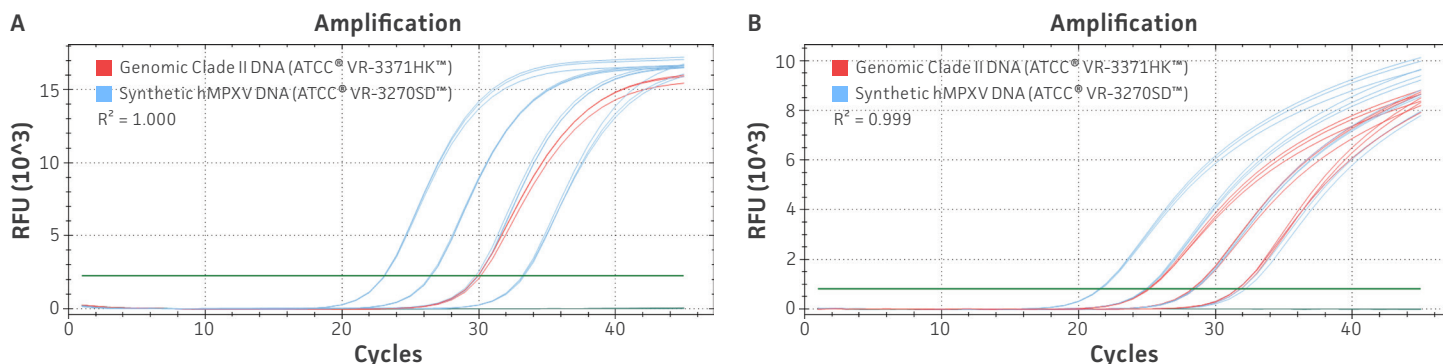 A
Amplification
RFU (10^3)
15
10
5
0
Genomic Clade II DNA (ATCC® VR-3371HK™)
Synthetic hMPXV DNA (ATCC® VR-3270SD™)
R² = 1.000
0 10 20 30 40
Cycles
B
Amplification
RFU (10^3)
10
8
6
4
2
0
Genomic Clade II DNA (ATCC® VR-3371HK™)
Synthetic hMPXV DNA (ATCC® VR-3270SD™)
R² = 0.999
0 10 20 30 40
Cycles